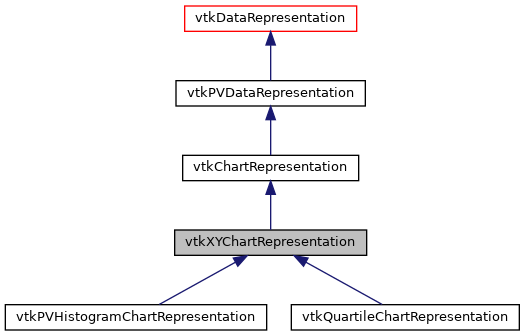 vtkDataRepresentation
vtkPVDataRepresentation
vtkChartRepresentation
vtkXYChartRepresentation
vtkPVHistogramChartRepresentation
vtkQuartileChartRepresentation